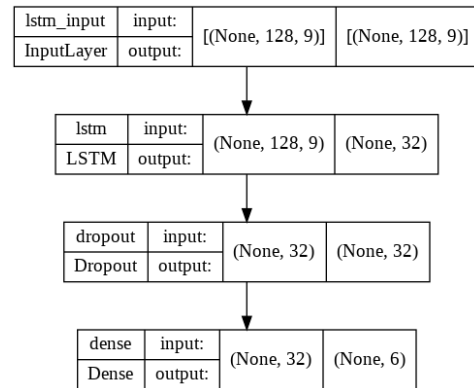 lstm_input input: [(None, 128, 9)] [(None, 128, 9)]
InputLayer output:
lstm input: (None, 128, 9) (None, 32)
LSTM output:
dropout input: (None, 32) (None, 32)
Dropout output:
dense input: (None, 32) (None, 6)
Dense output: